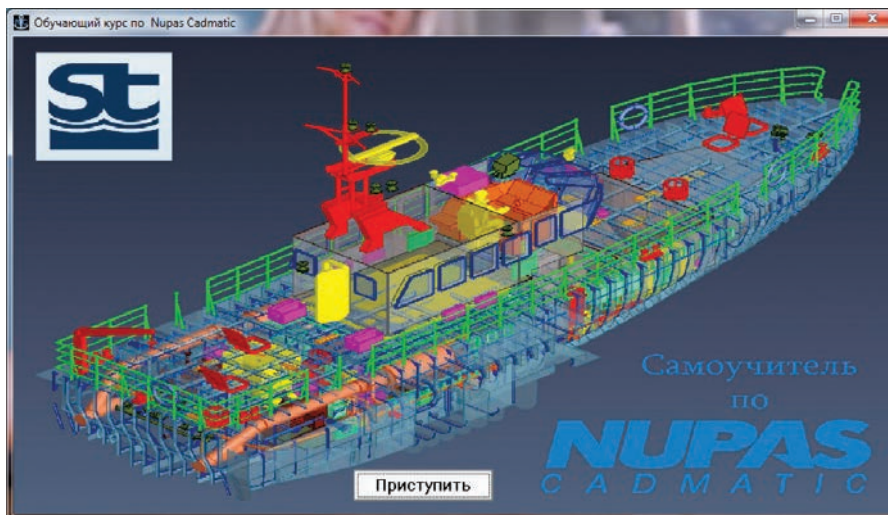 Обучающий курс по Nupas Cadmatic
st
Самоучитель
по
NUPAS
CADMATIC
Приступить